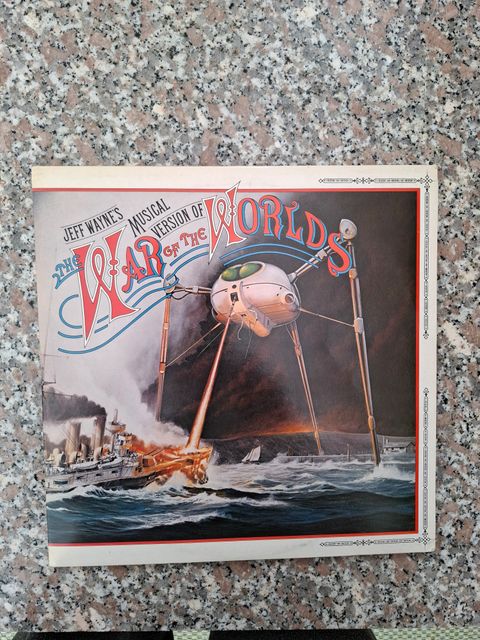 JEFF WAYNE'S
MUSICAL
VERSION OF
THE WAR OF THE WORLDS